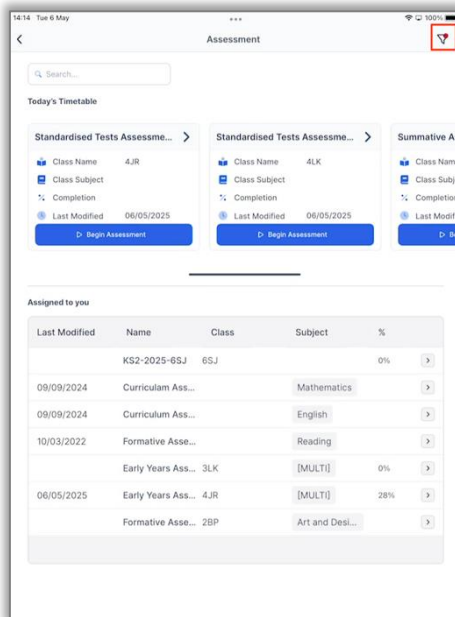 14:14 Tue 6 May
100%
Assessment
Search...
Today's Timetable
Standardised Tests Assessme...
Class Name 4JR
Class Subject
Completion
Last Modified 06/05/2025
Begin Assessment
Standardised Tests Assessme...
Class Name 4LK
Class Subject
Completion
Last Modified 06/05/2025
Begin Assessment
Summative A
Class Nam
Class Subj
Completio
Last Modif
Assigned to you
Last Modified Name Class Subject %
KS2-2025-6SJ 6SJ 0%
09/09/2024 Curriculam Ass... Mathematics
09/09/2024 Curriculum Ass... English
10/03/2022 Formative Asse... Reading
Early Years Ass... 3LK [MULTI] 0%
06/05/2025 Early Years Ass... 4JR [MULTI] 28%
Formative Asse... 2BP Art and Desi...